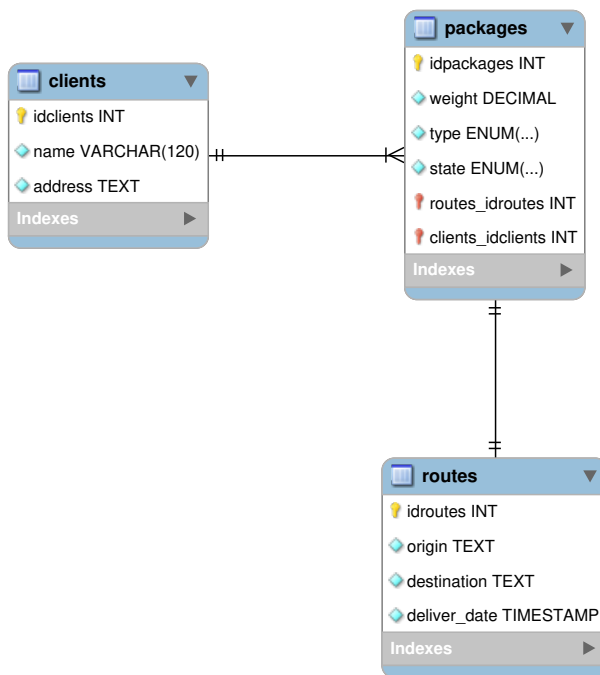 clients
idclients INT
name VARCHAR(120)
address TEXT
Indexes
packages
idpackages INT
weight DECIMAL
type ENUM(...)
state ENUM(...)
routes_idroutes INT
clients_idclients INT
Indexes
routes
idroutes INT
origin TEXT
destination TEXT
deliver_date TIMESTAMP
Indexes